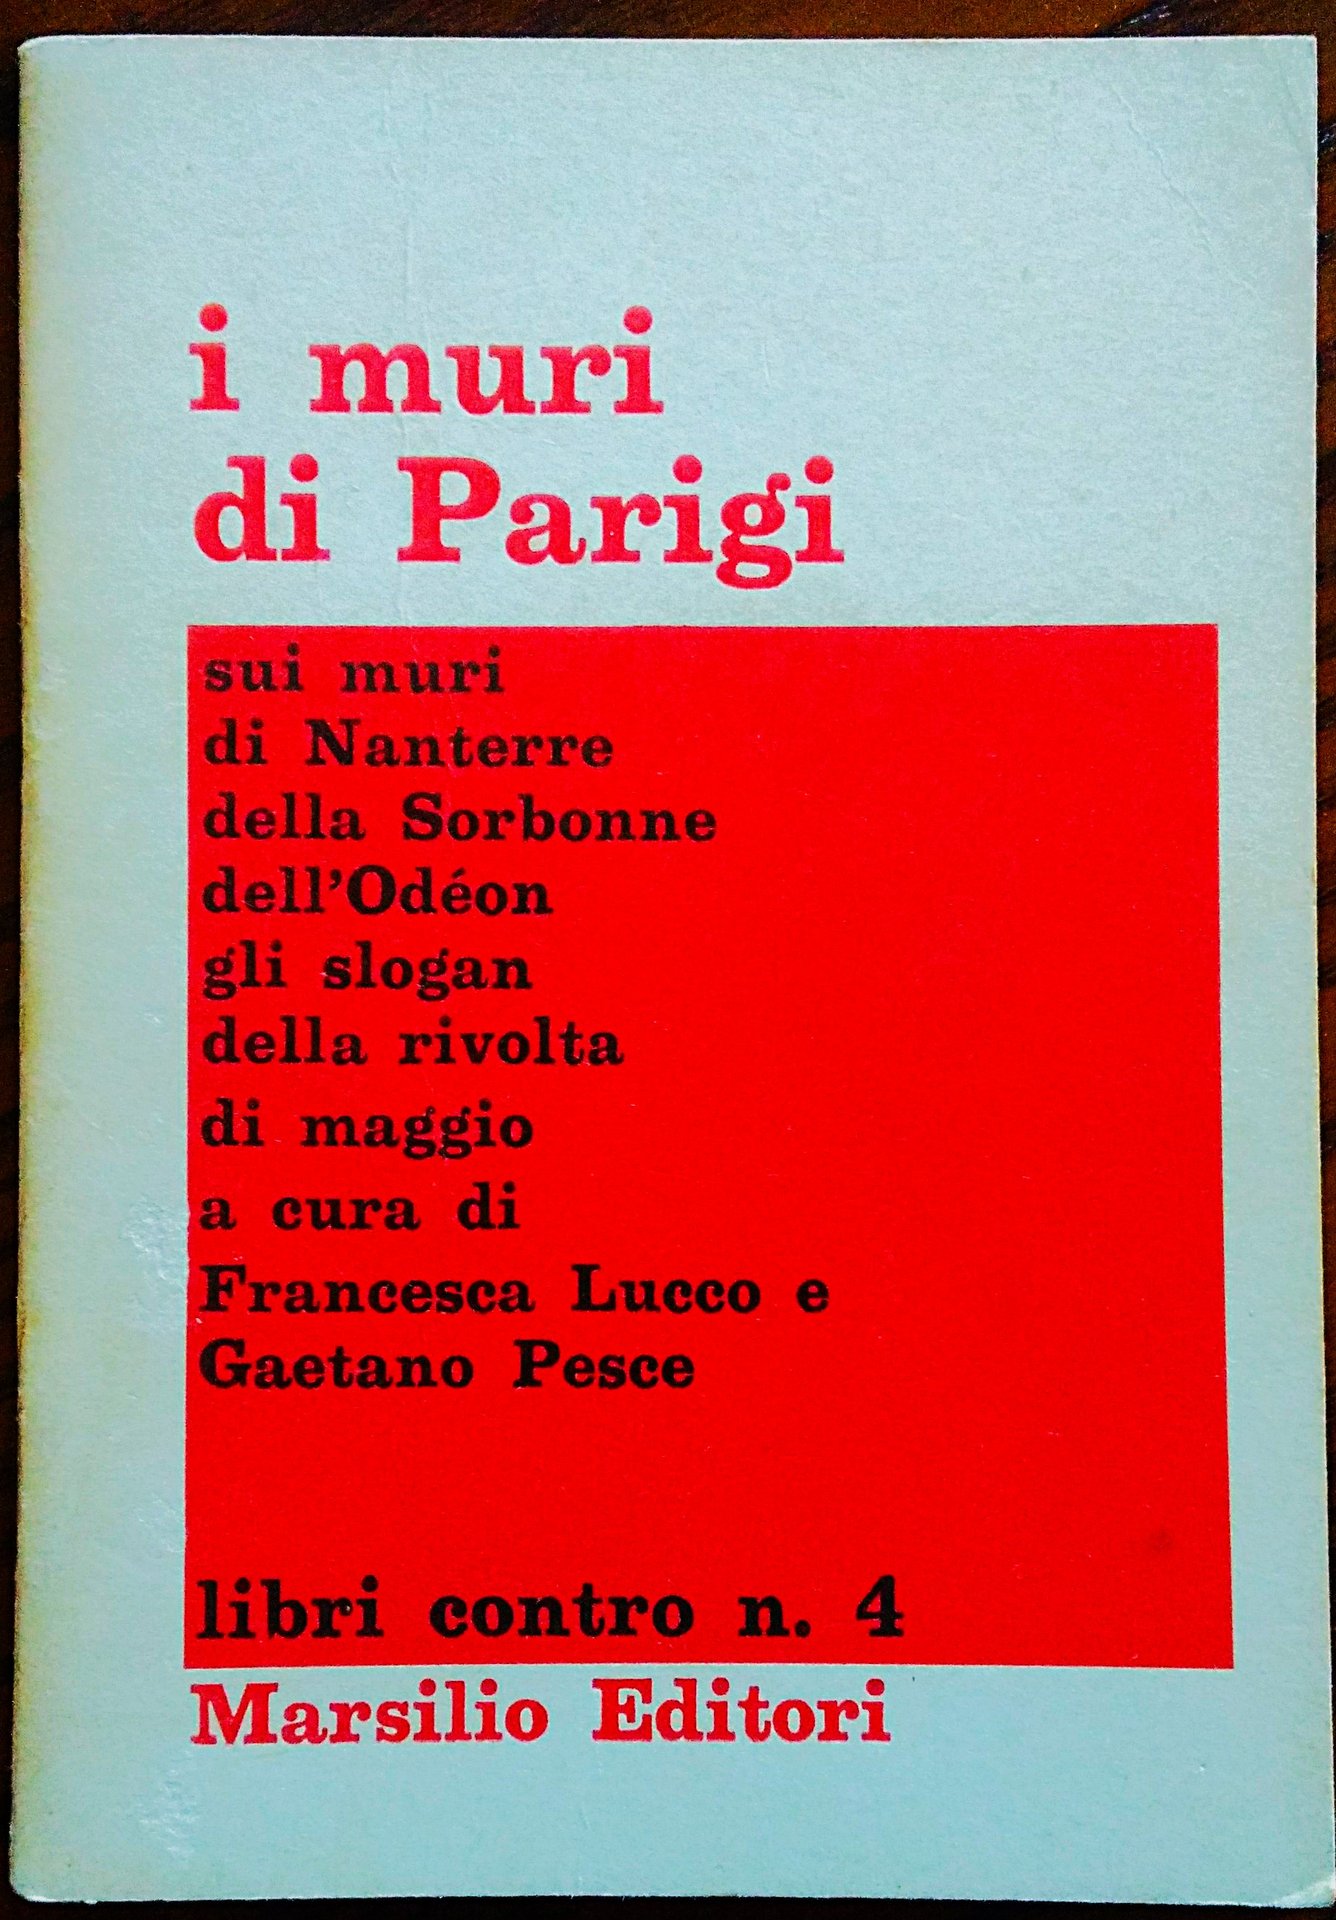 i muri
di Parigi
sui muri
di Nanterre
della Sorbonne
dell'Odéon
gli slogan
della rivolta
di maggio
a cura di
Francesca Lucco e
Gaetano Pesce
libri contro n. 4
Marsilio Editori